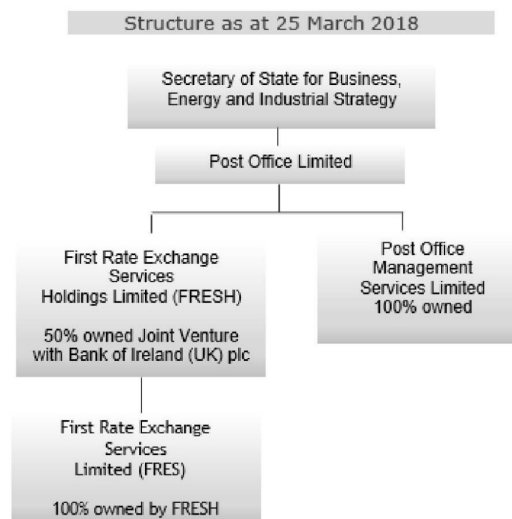 Structure as at 25 March 2018
Secretary of State for Business,
Energy and Industrial Strategy
Post Office Limited
First Rate Exchange
Services
Holdings Limited (FRESH)
50% owned Joint Venture
with Bank of Ireland (UK) plc
Post Office
Management
Services Limited
100% owned
First Rate Exchange
Services
Limited (FRES)
100% owned by FRESH